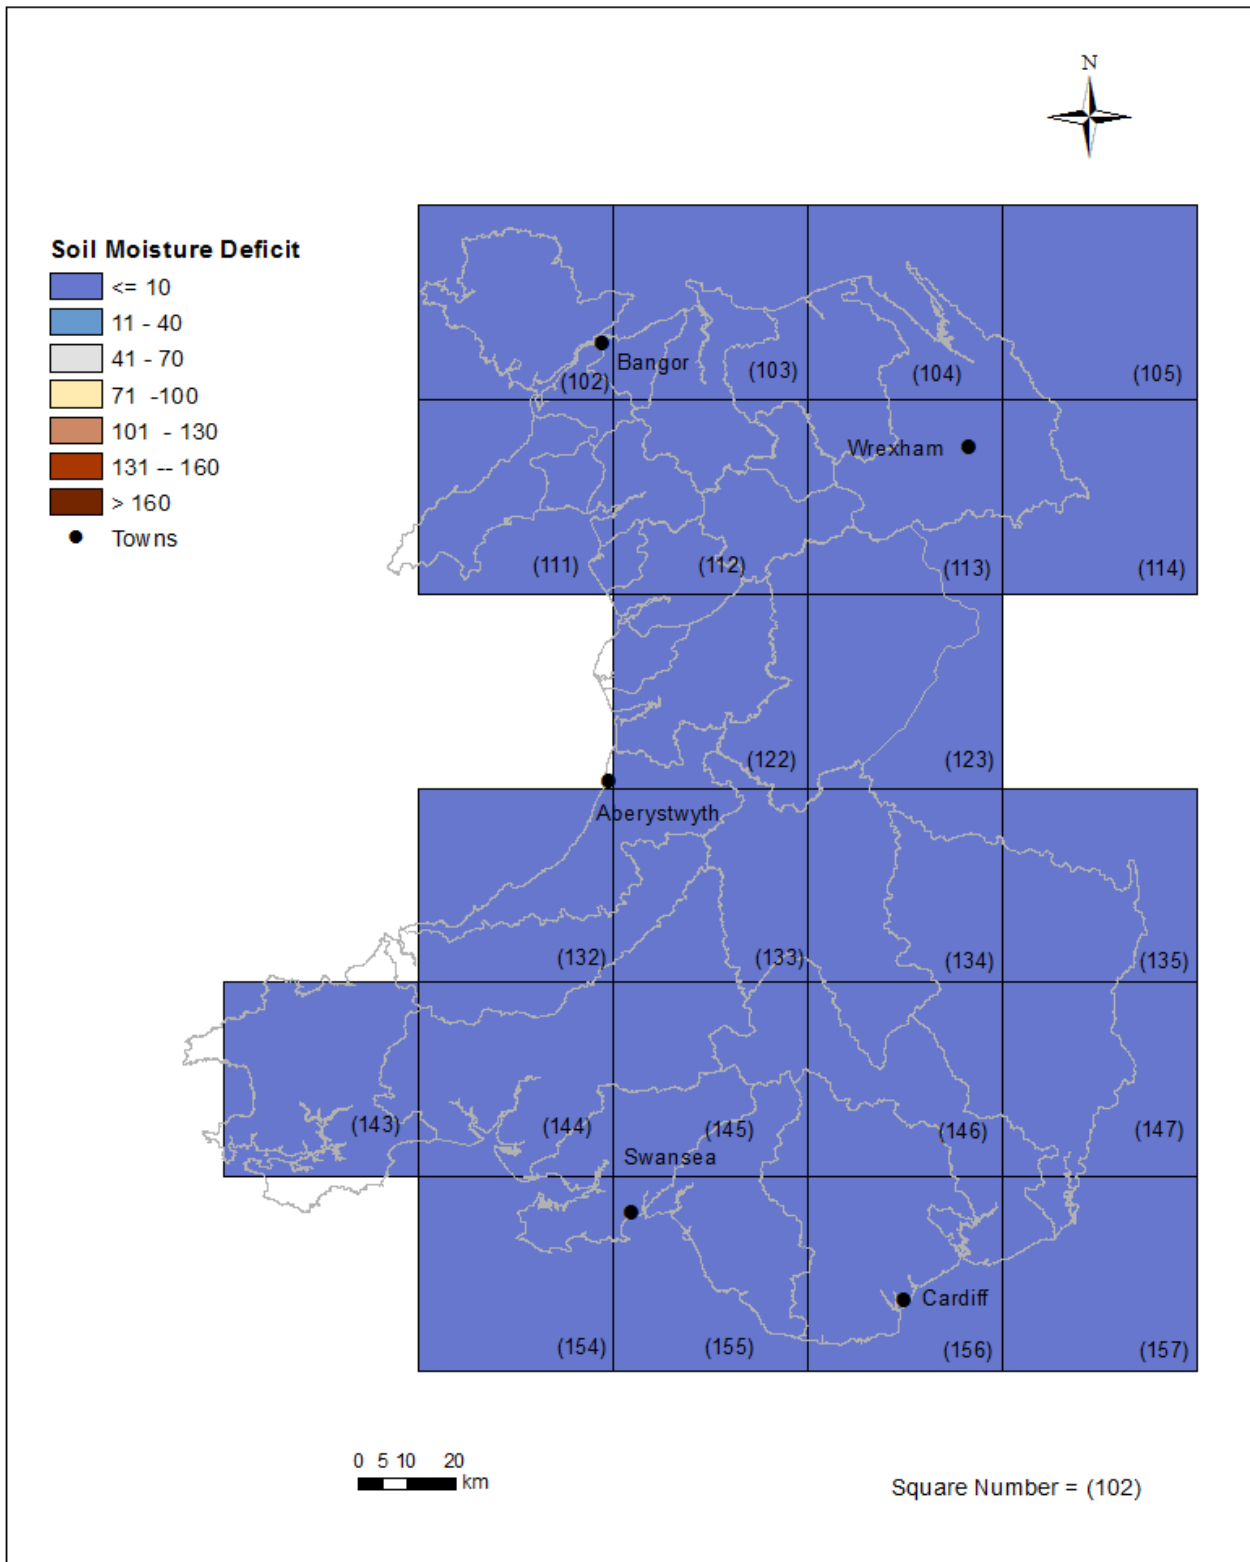 N
Soil Moisture Deficit
<= 10
11 - 40
41 - 70
71 -100
101 - 130
131 -- 160
> 160
Towns
Bangor
(102)
(103)
(104)
(105)
Wrexham
(111)
(112)
(113)
(114)
(122)
(123)
Aberystwyth
(132)
(133)
(134)
(135)
(143)
(144)
(145)
(146)
(147)
Swansea
Cardiff
(154)
(155)
(156)
(157)
0 5 10 20
km
Square Number = (102)